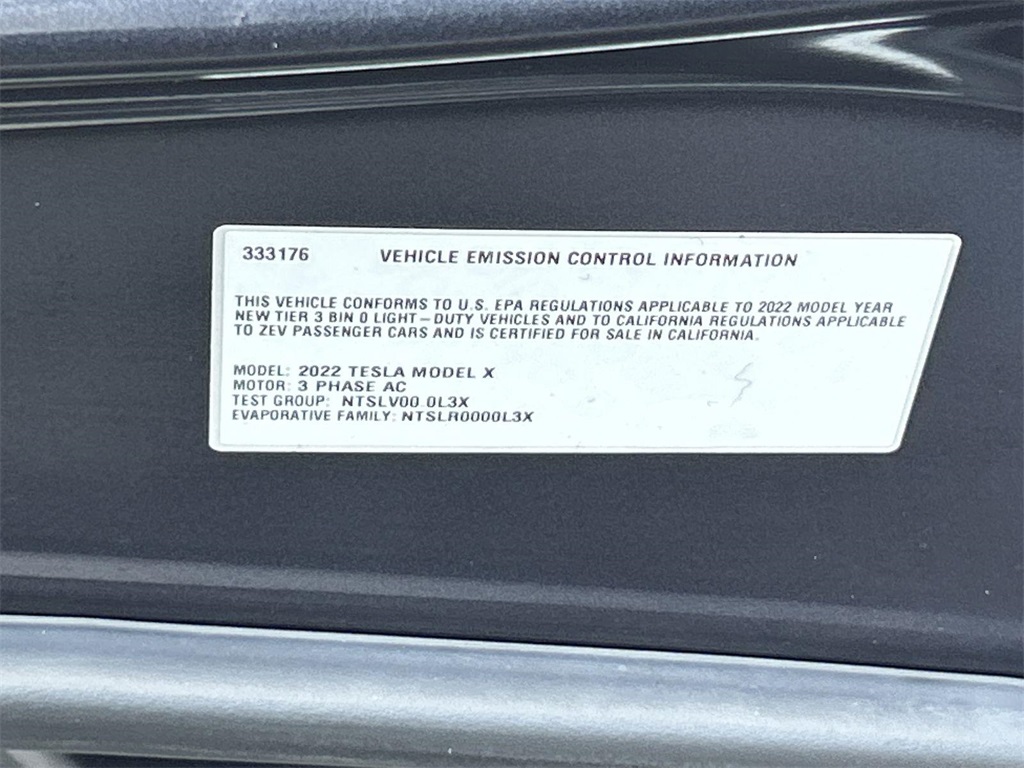 333176 VEHICLE EMISSION CONTROL INFORMATION
THIS VEHICLE CONFORMS TO U.S. EPA REGULATIONS APPLICABLE TO 2022 MODEL YEAR
NEW TIER 3 BIN 0 LIGHT–DUTY VEHICLES AND TO CALIFORNIA REGULATIONS APPLICABLE
TO ZEV PASSENGER CARS AND IS CERTIFIED FOR SALE IN CALIFORNIA.
MODEL: 2022 TESLA MODEL X
MOTOR: 3 PHASE AC
TEST GROUP: NTSLV00.0L3X
EVAPORATIVE FAMILY: NTSLR0000L3X